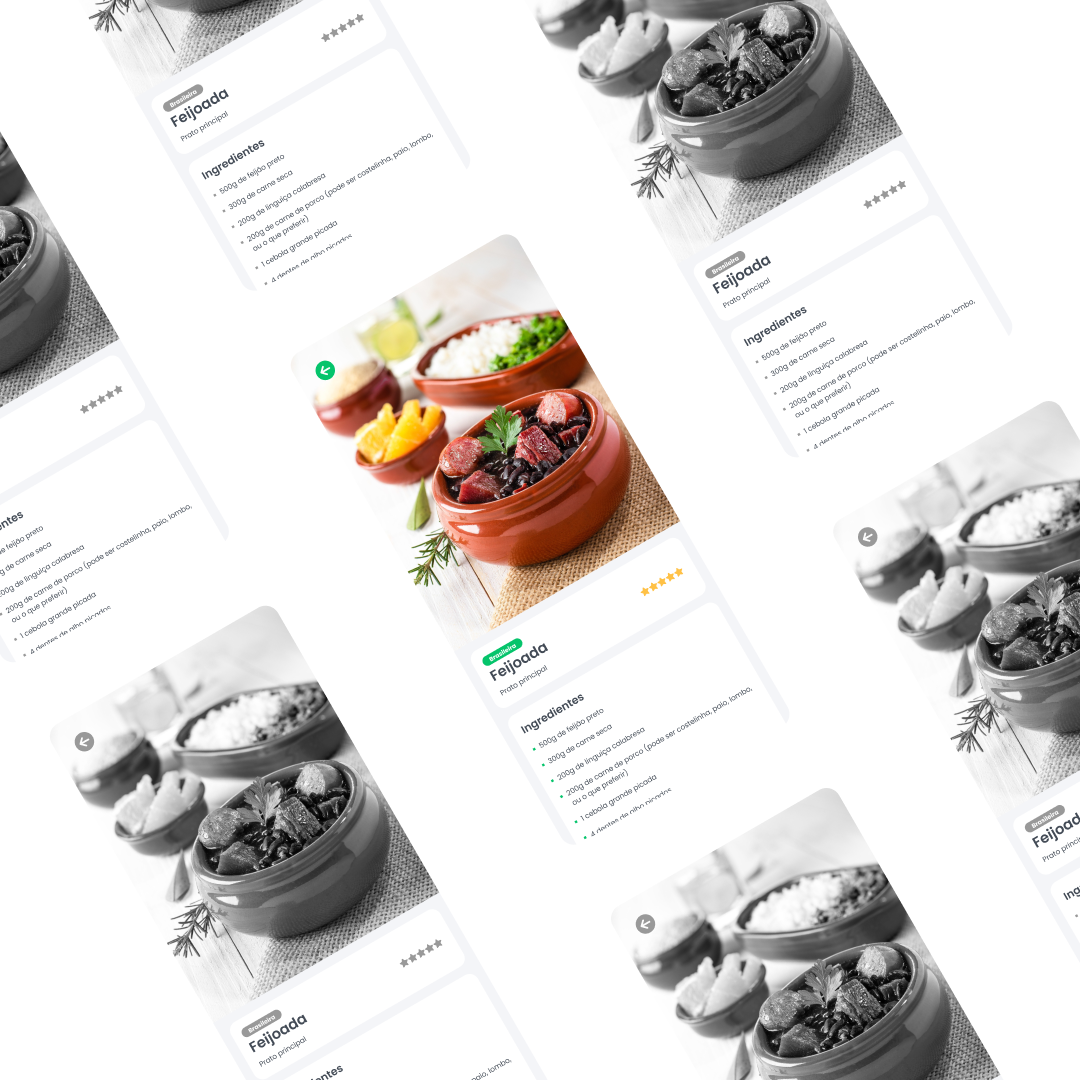 Brasileira
Feijoada
Prato principal
Ingredientes
500g de feijão preto
300g de carne seca
200g de linguiça calabresa
200g de carne de porco (pode ser costelinha, paio, lombo,
ou o que preferir)
1 cebola grande picada
4 dentes de alho picados
Brasileira
Feijoada
Prato principal
Ingredientes
500g de feijão preto
300g de carne seca
200g de linguiça calabresa
200g de carne de porco (pode ser costelinha, paio, lombo,
ou o que preferir)
1 cebola grande picada
4 dentes de alho picados
entes
e feijão preto
g de carne seca
00g de linguiça calabresa
200g de carne de porco (pode ser costelinha, paio, lombo,
ou o que preferir)
1 cebola grande picada
4 dentes de alho picados
Brasileira
Feijoada
Prato principal
Ingredientes
500g de feijão preto
300g de carne seca
200g de linguiça calabresa
200g de carne de porco (pode ser costelinha, paio, lombo,
ou o que preferir)
1 cebola grande picada
4 dentes de alho picados
Brasileira
Feijoad
Prato princip
Ing
Brasileira
Feijoada
Prato principal
dientes
lombo,